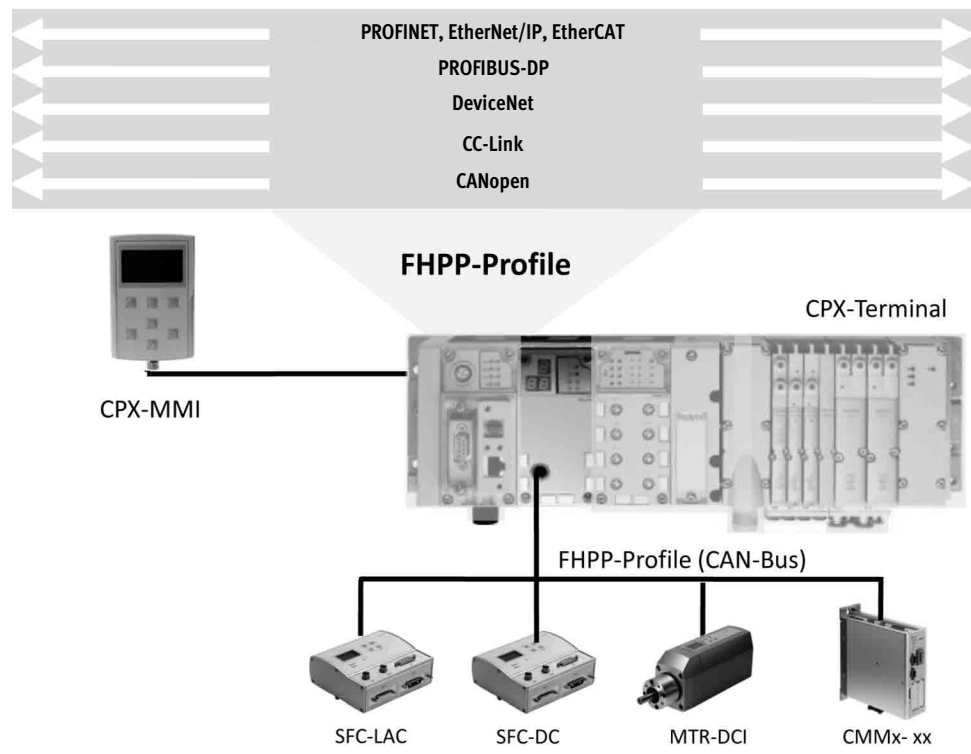 PROFINET, EtherNet/IP, EtherCAT
PROFIBUS-DP
DeviceNet
CC-Link
CANopen
FHPP-Profile
CPX-Terminal
CPX-MMI
FHPP-Profile (CAN-Bus)
SFC-LAC
SFC-DC
MTR-DCI
CMMx- xx